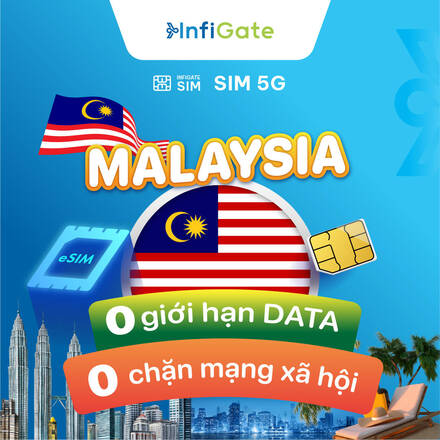 InfiGate
INFIGATE
SIM
SIM 5G
MALAYSIA
eSIM
0 giới hạn DATA
0 chặn mạng xã hội